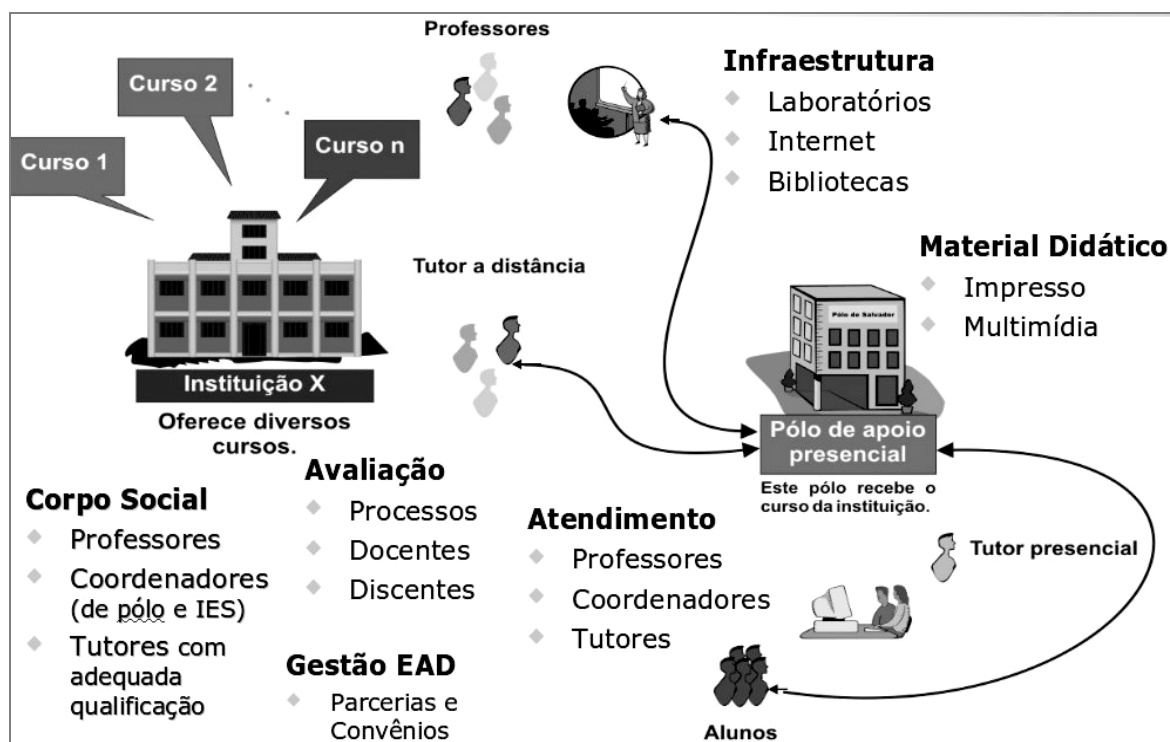 Professores
Curso 2
Curso 1
Curso n
Infraestrutura
Laboratórios
Internet
Bibliotecas
Tutor a distância
Material Didático
Impresso
Multimídia
Pólo de Salvador
Instituição X
Oferece diversos
cursos.
Pólo de apoio
presencial
Este pólo recebe o
curso da instituição.
Corpo Social
Professores
Coordenadores
(de pólo e IES)
Tutores com
adequada
qualificação
Avaliação
Processos
Docentes
Discentes
Gestão EAD
Parcerias e
Convênios
Atendimento
Professores
Coordenadores
Tutores
Tutor presencial
Alunos